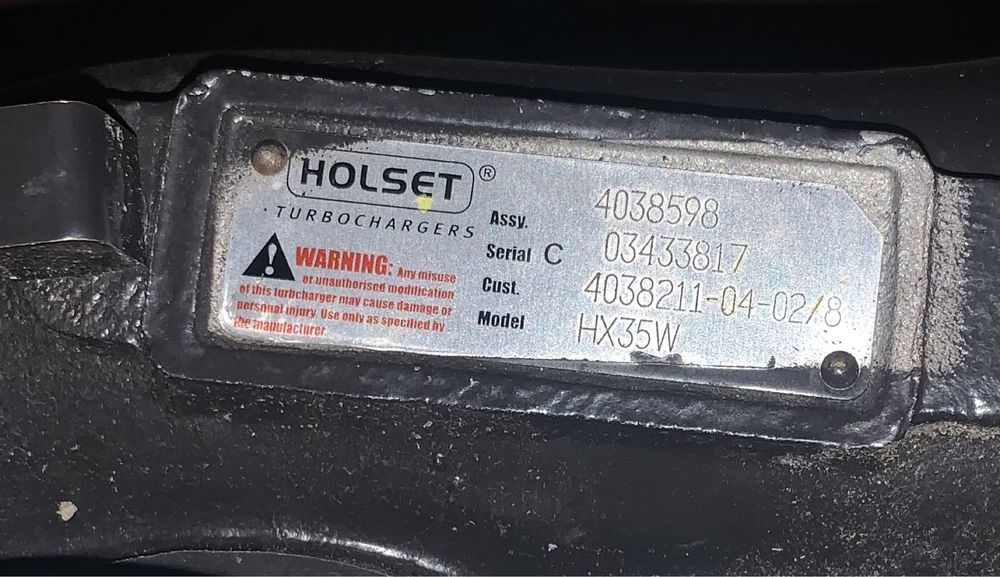 HOLSET ®
TURBOCHARGERS
WARNING: Any misuse
or unauthorised modification
of this turbcharger may cause damage or
personal injury. Use only as specified by
the manufacturer.
Assy. 4038598
Serial C 03433817
Cust. 4038211-04-02/8
Model HX35W